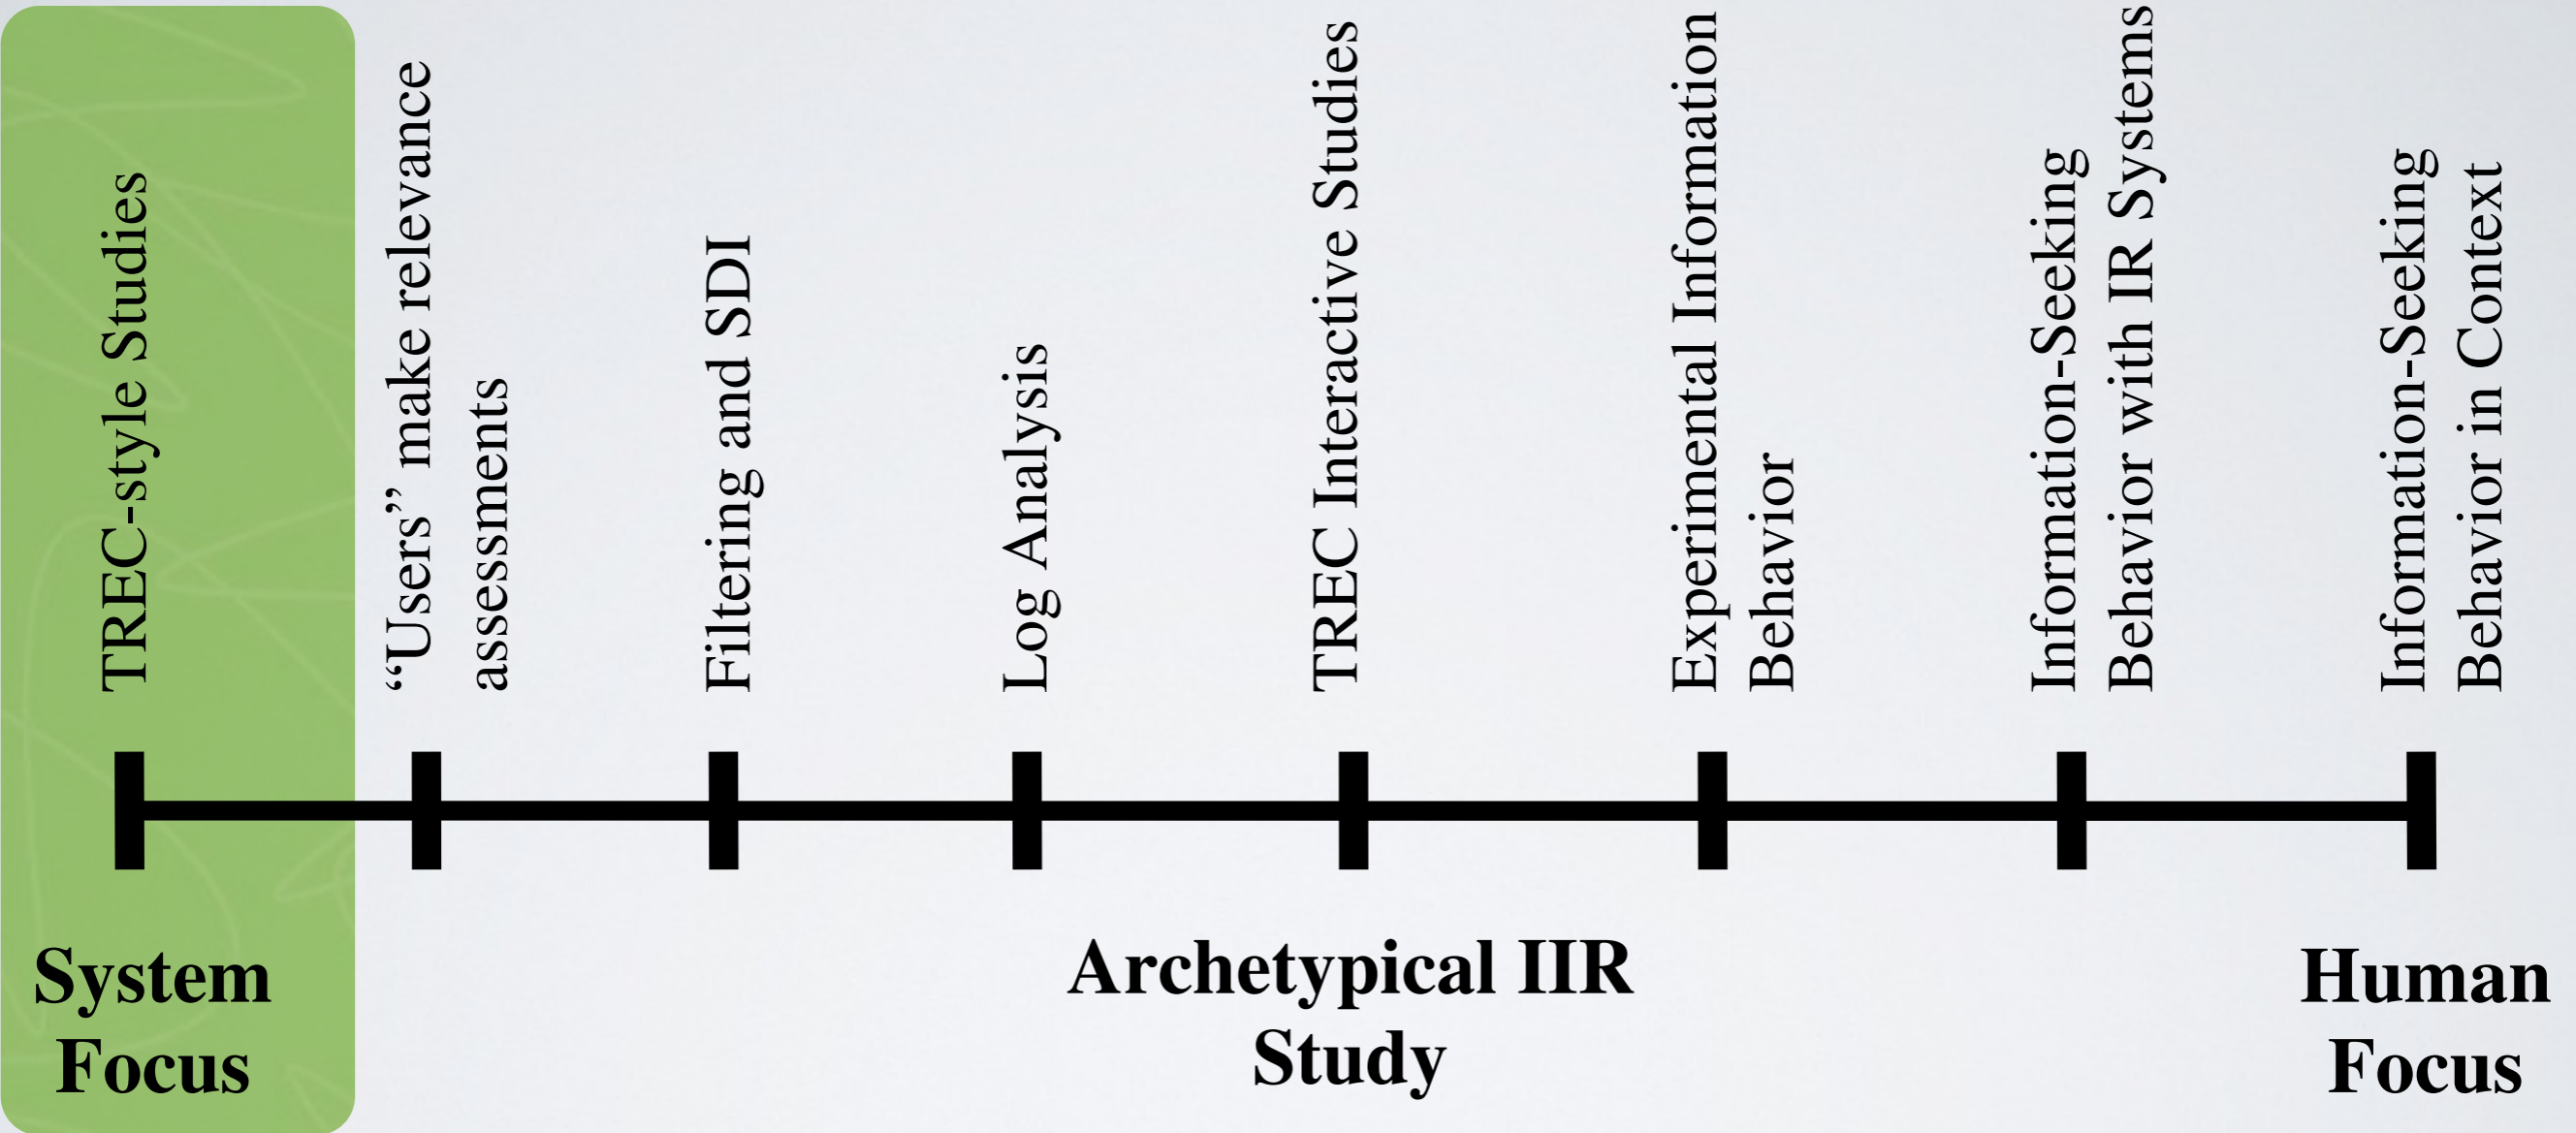 TREC-style Studies
“Users” make relevance
assessments
Filtering and SDI
Log Analysis
TREC Interactive Studies
Experimental Information
Behavior
Information-Seeking
Behavior with IR Systems
Information-Seeking
Behavior in Context
System
Focus
Archetypical IIR
Study
Human
Focus